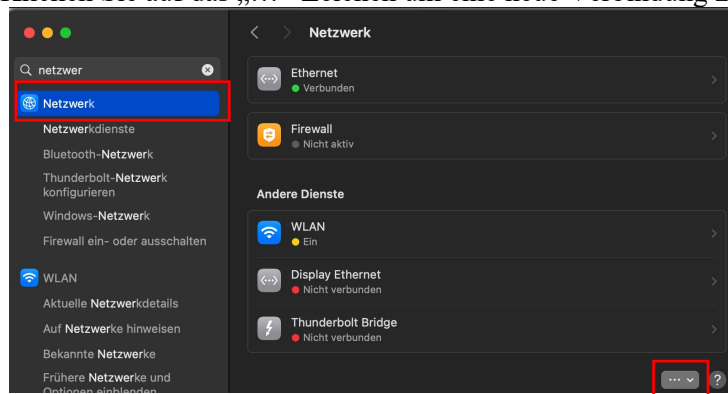 Netzwerk
netzwer
Netzwerk
Netzwerkdienste
Bluetooth-Netzwerk
Thunderbolt-Netzwerk
konfigurieren
Windows-Netzwerk
Firewall ein- oder ausschalten
WLAN
Aktuelle Netzwerkdetails
Auf Netzwerke hinweisen
Bekannte Netzwerke
Frühere Netzwerke und
Optionen einblenden
Ethernet
Verbunden
Firewall
Nicht aktiv
Andere Dienste
WLAN
Ein
Display Ethernet
Nicht verbunden
Thunderbolt Bridge
Nicht verbunden
... ?